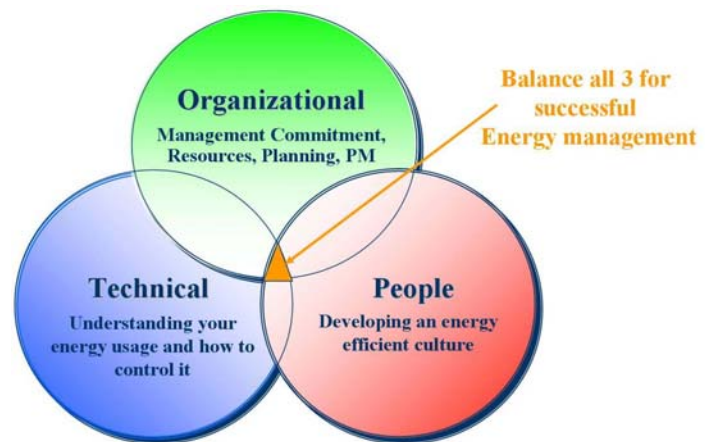 Organizational
Management Commitment,
Resources, Planning, PM
Balance all 3 for
successful
Energy management
Technical
Understanding your
energy usage and how to
control it
People
Developing an energy
efficient culture